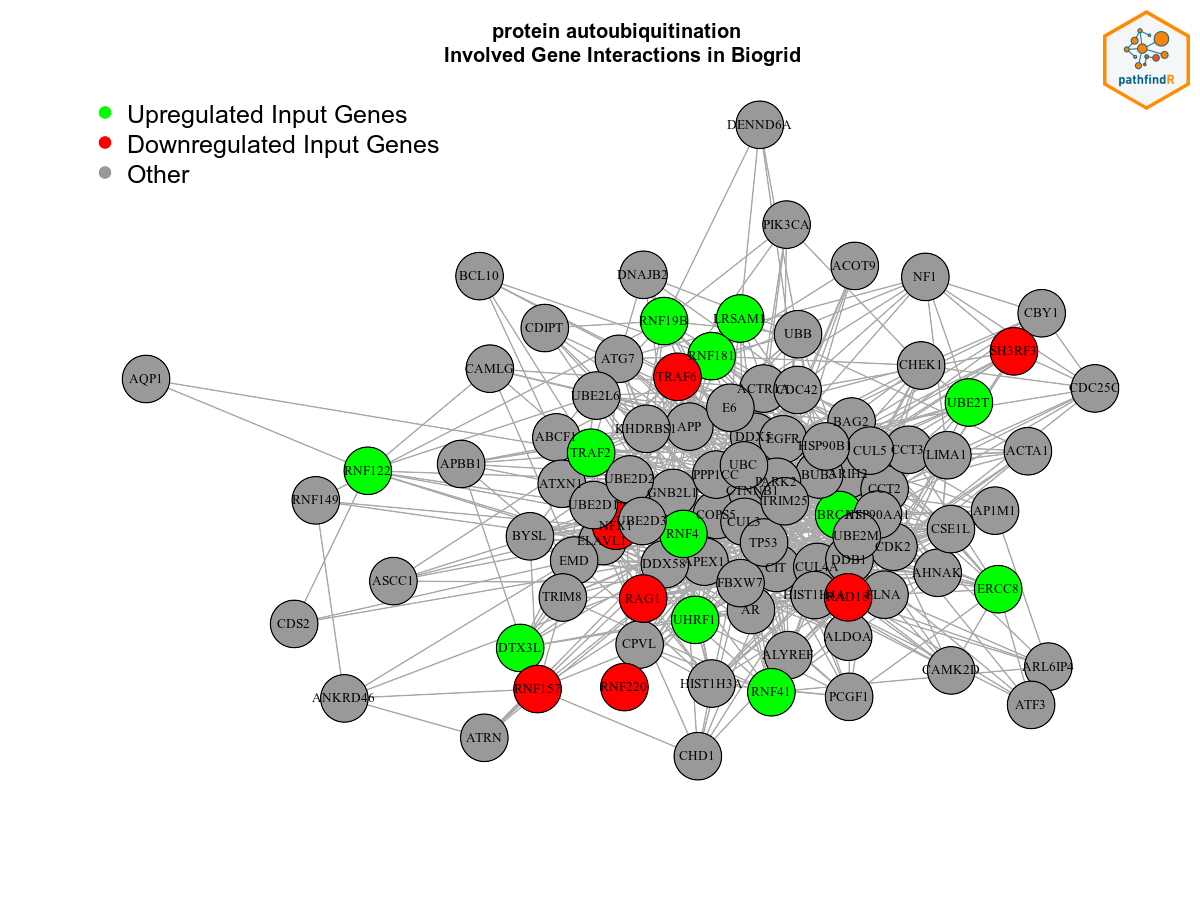 protein autoubiquitination
Involved Gene Interactions in Biogrid
pathfindR
Upregulated Input Genes
Downregulated Input Genes
Other
DENND6A
PIK3CA
ACOT9
BCL10
DNAJB2
NF1
CBY1
RNF19B
LRSAM1
CDIPT
UBB
SH3RF3
RNF181
ATG7
CHEK1
CAMLG
TRAF6
AQP1
CDC25C
UBE2L6
CDC42
UBE2T
E6
BAG2
KHDRBS1
APP
DDX5
ABCF1
EGFR
HSP90B1
CUL5
CCT3
LIMA1
ACTA1
TRAF2
APBB1
UBC
RNF122
PPP1CC
PARK2
BUB3
ARIH2
UBE2D2
ATXN1
CCT2
GNB2L1
CTNNB1
RNF149
TRIM25
UBE2D1
AP1M1
COPS5
HSP90AA1
UBE2D3
CUL3
NFX1
CSE1L
BYSL
RNF4
UBE2M
ELAVL1
TP53
CDK2
EMD
DDX58
APEX1
DDB1
CIT
CUL4A
AHNAK
ASCC1
FBXW7
ERCC8
TRIM8
RAG1
HIST1H4A
RAD18
FLNA
AR
UHRF1
CDS2
ALDOA
CPVL
DTX3L
ALYREF
ARL6IP4
CAMK2D
HIST1H3A
RNF157
RNF220
RNF41
PCGF1
ANKRD46
ATF3
ATRN
CHD1